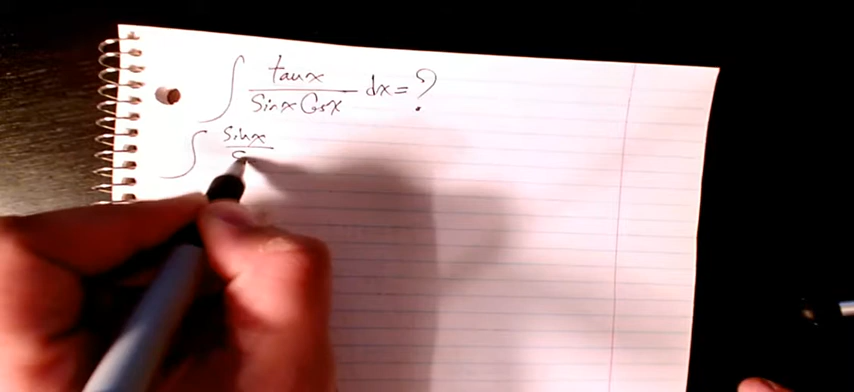 ∫ tanx / Sinx Cosx dx = ?
∫ Sinx /